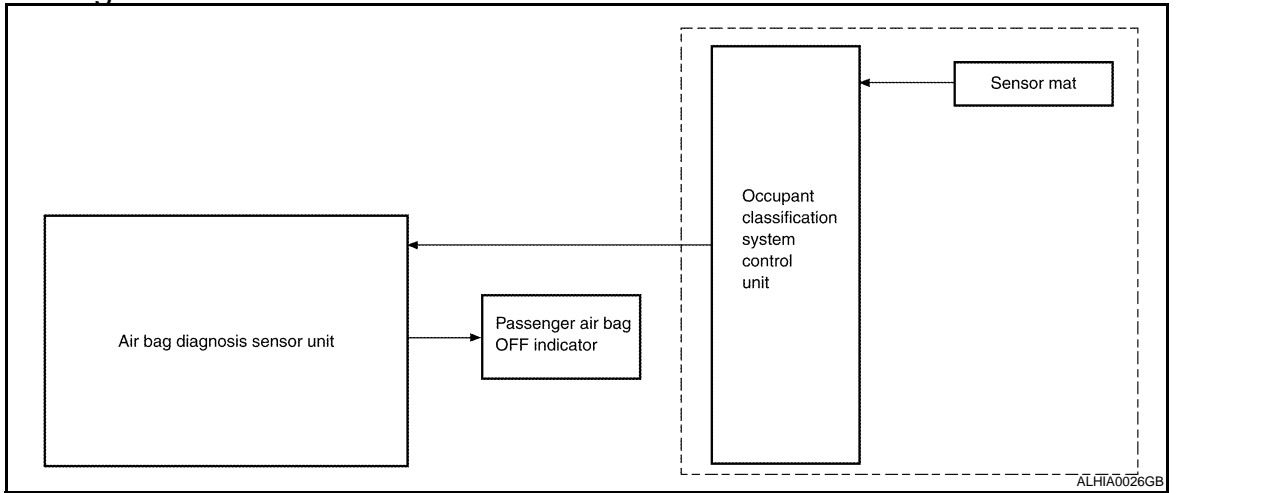 Sensor mat
Occupant
classification
system
control
unit
Passenger air bag
OFF indicator
Air bag diagnosis sensor unit
ALHIA0026GB